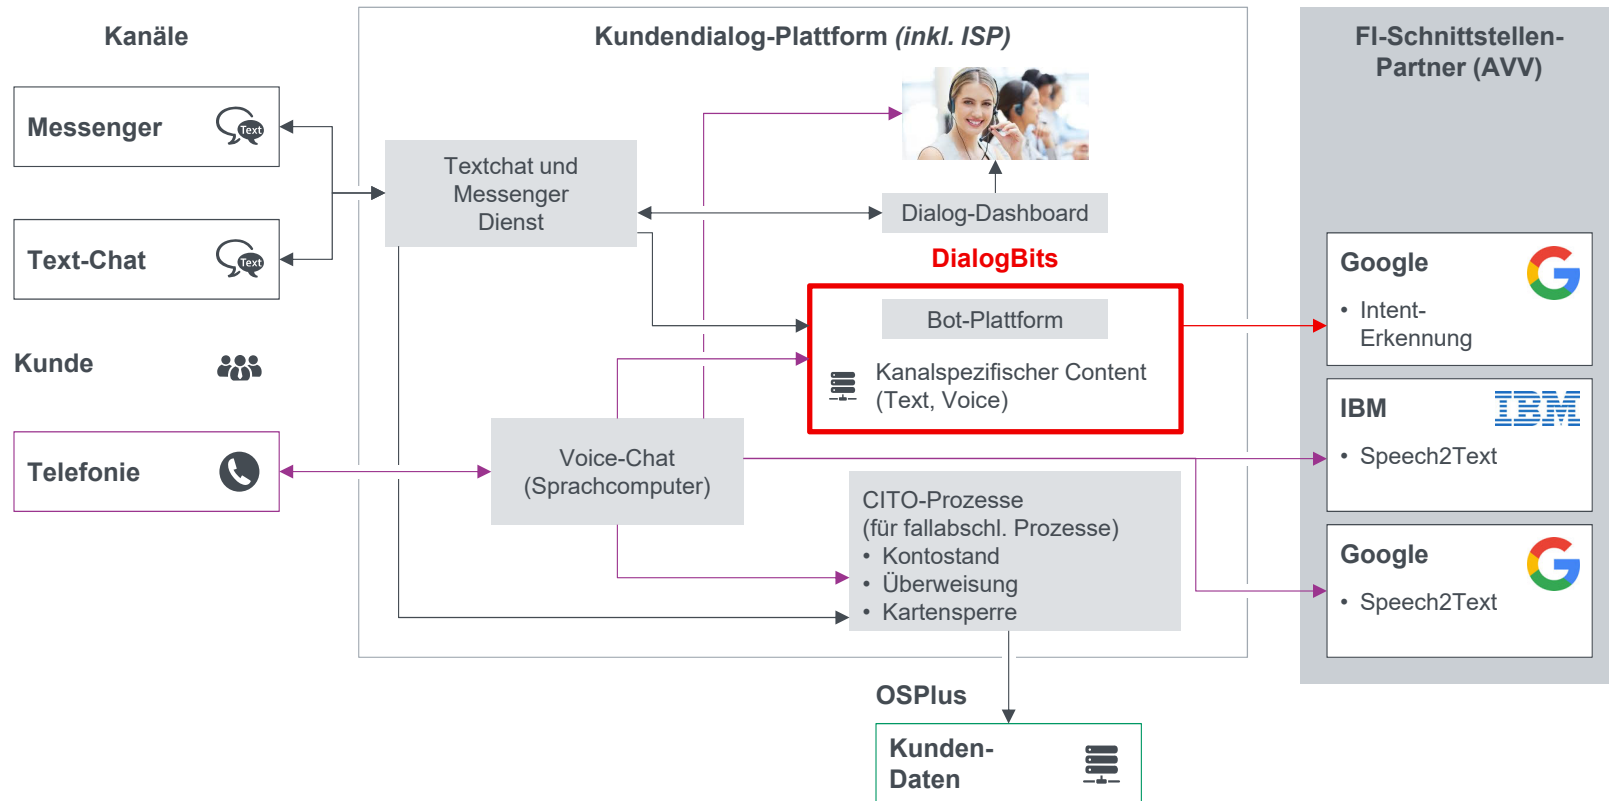 Kanäle
Kundendialog-Plattform (inkl. ISP)
FI-Schnittstellen-
Partner (AVV)
Messenger
Text
Textchat und
Messenger
Dienst
Dialog-Dashboard
Text-Chat
Text
DialogBits
Bot-Plattform
Kanalspezifischer Content
(Text, Voice)
Google
• Intent-
Erkennung
Kunde
IBM
IBM
• Speech2Text
Telefonie
Voice-Chat
(Sprachcomputer)
CITO-Prozesse
(für fallabschl. Prozesse)
• Kontostand
• Überweisung
• Kartensperre
Google
• Speech2Text
OSPlus
Kunden-
Daten